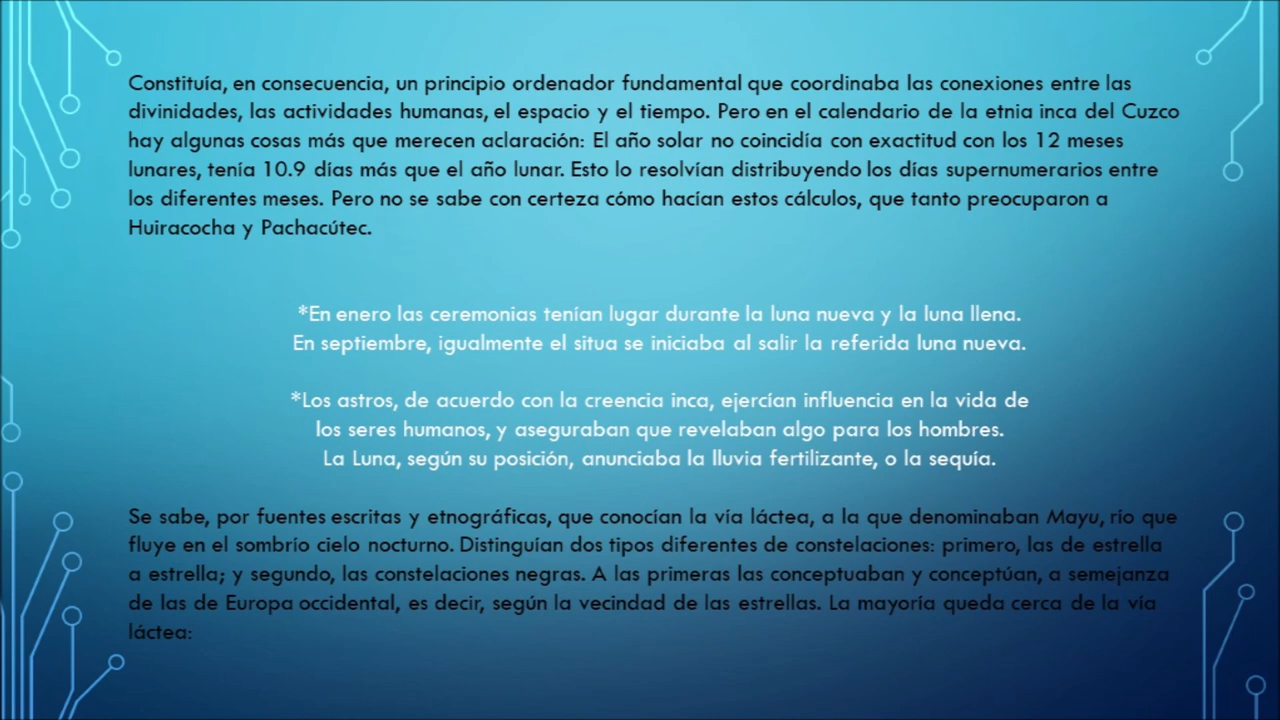 Constituía, en consecuencia, un principio ordenador fundamental que coordinaba las conexiones entre las
divinidades, las actividades humanas, el espacio y el tiempo. Pero en el calendario de la etnia inca del Cuzco
hay algunas cosas más que merecen aclaración: El año solar no coincidía con exactitud con los 12 meses
lunares, tenía 10.9 días más que el año lunar. Esto lo resolvían distribuyendo los días supernumerarios entre
los diferentes meses. Pero no se sabe con certeza cómo hacían estos cálculos, que tanto preocuparon a
Huiracocha y Pachacútec.
*En enero las ceremonias tenían lugar durante la luna nueva y la luna llena.
En septiembre, igualmente el situa se iniciaba al salir la referida luna nueva.
*Los astros, de acuerdo con la creencia inca, ejercían influencia en la vida de
los seres humanos, y aseguraban que revelaban algo para los hombres.
La Luna, según su posición, anunciaba la lluvia fertilizante, o la sequía.
Se sabe, por fuentes escritas y etnográficas, que conocían la vía láctea, a la que denominaban Mayu, río que
fluye en el sombrío cielo nocturno. Distinguían dos tipos diferentes de constelaciones: primero, las de estrella
a estrella; y segundo, las constelaciones negras. A las primeras las conceptuaban y conceptúan, a semejanza
de las de Europa occidental, es decir, según la vecindad de las estrellas. La mayoría queda cerca de la vía
láctea: